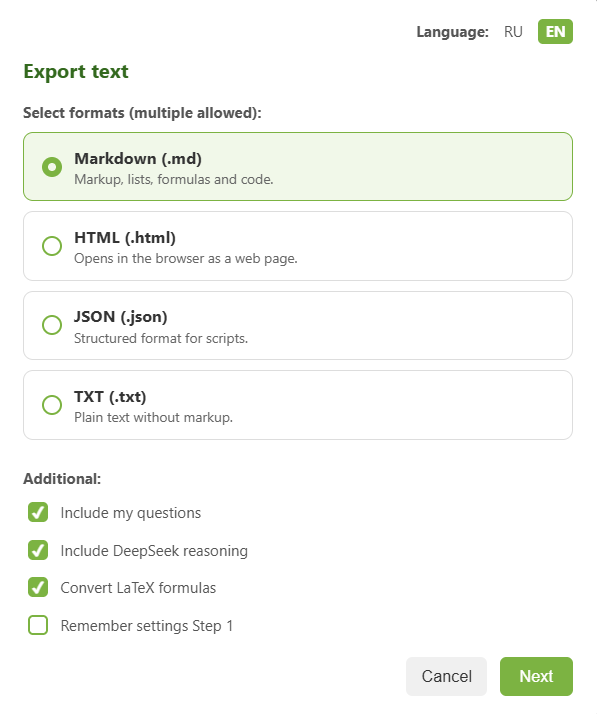 Language: RU EN
Export text
Select formats (multiple allowed):
Markdown (.md)
Markup, lists, formulas and code.
HTML (.html)
Opens in the browser as a web page.
JSON (.json)
Structured format for scripts.
TXT (.txt)
Plain text without markup.
Additional:
Include my questions
Include DeepSeek reasoning
Convert LaTeX formulas
Remember settings Step 1
Cancel Next